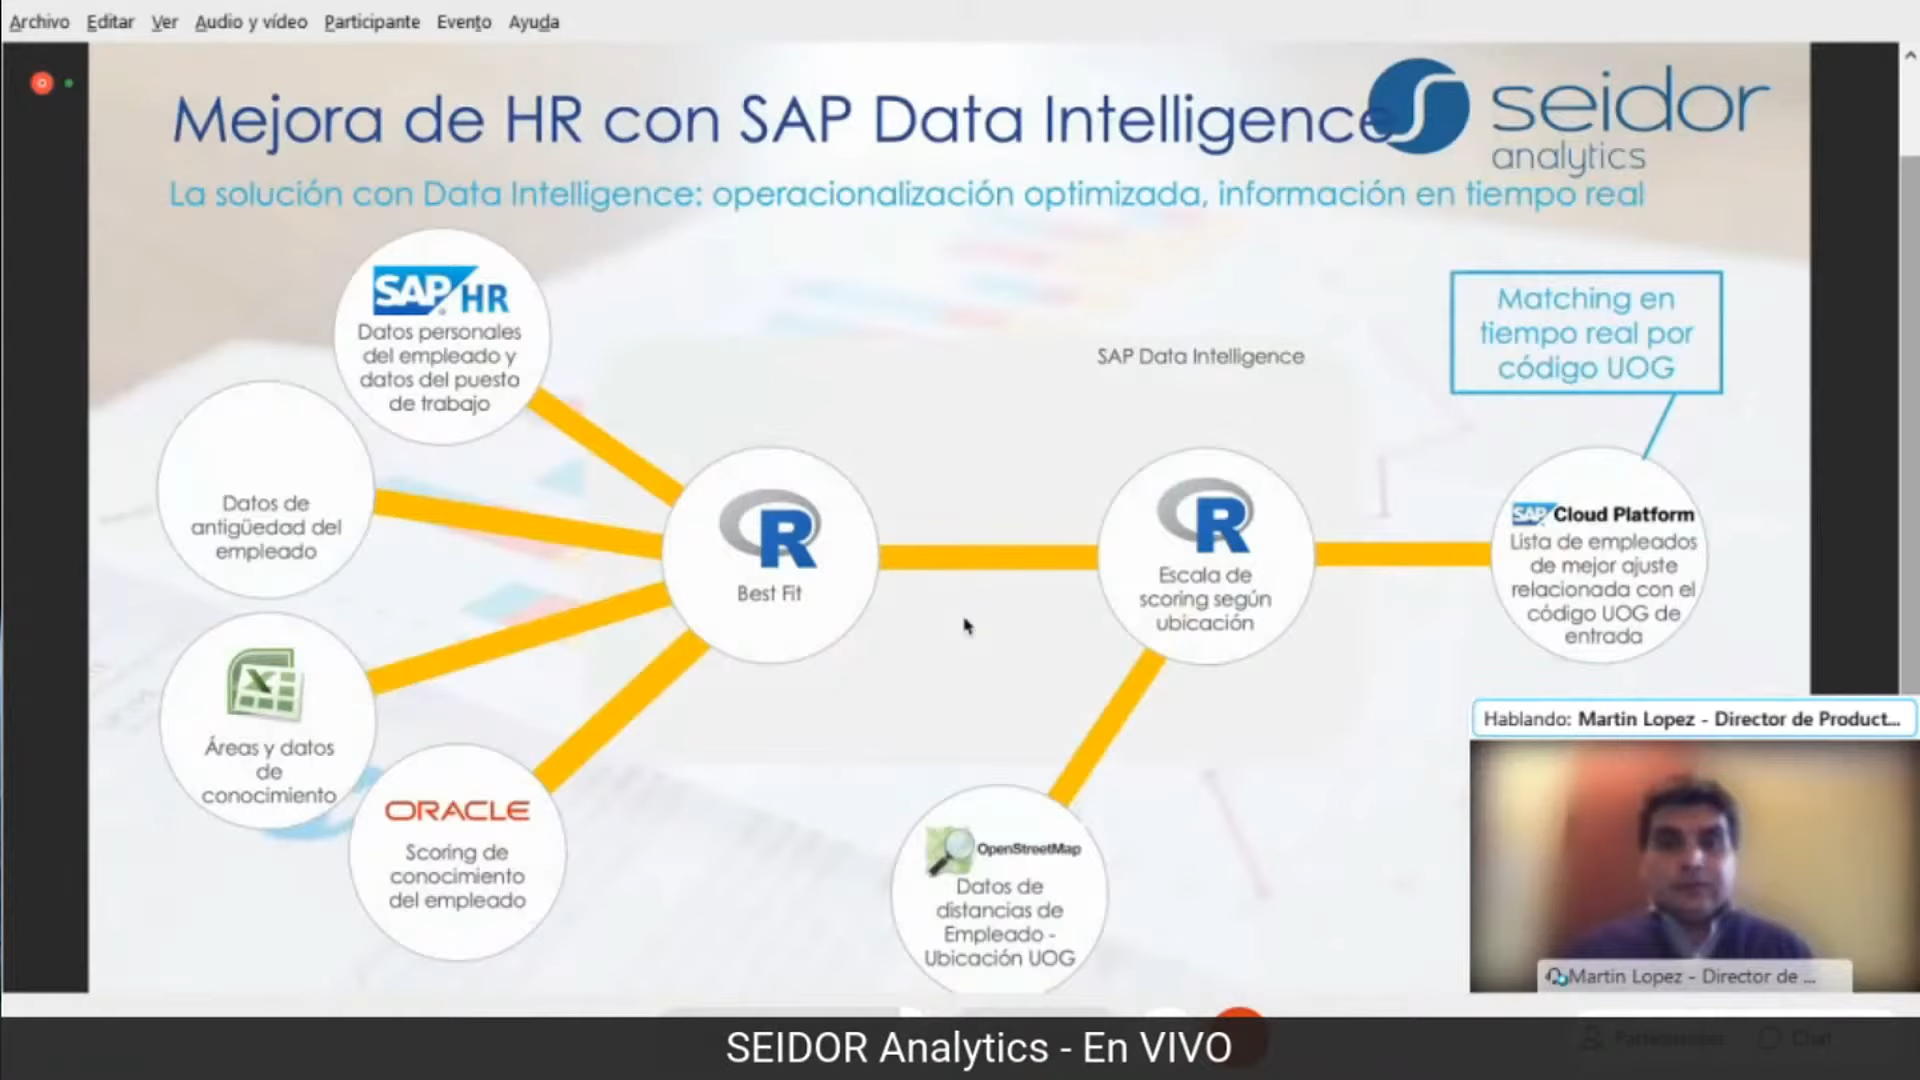 Archivo Editar Ver Audio y vídeo Participante Evento Ayuda
Mejora de HR con SAP Data Intelligence
seidor
analytics
La solución con Data Intelligence: operacionalización optimizada, información en tiempo real
SAP HR
Datos personales
del empleado y
datos del puesto
de trabajo
Datos de
antigüedad del
empleado
Áreas y datos
de
conocimiento
ORACLE
Scoring de
conocimiento
del empleado
R
Best Fit
SAP Data Intelligence
R
Escala de
scoring según
ubicación
OpenStreetMap
Datos de
distancias de
Empleado -
Ubicación UOG
Matching en
tiempo real por
código UOG
SAP Cloud Platform
Lista de empleados
de mejor ajuste
relacionada con el
código UOG de
entrada
Hablando: Martin Lopez - Director de Product...
Martin Lopez - Director de ...
Participantes
Chat
SEIDOR Analytics - En VIVO